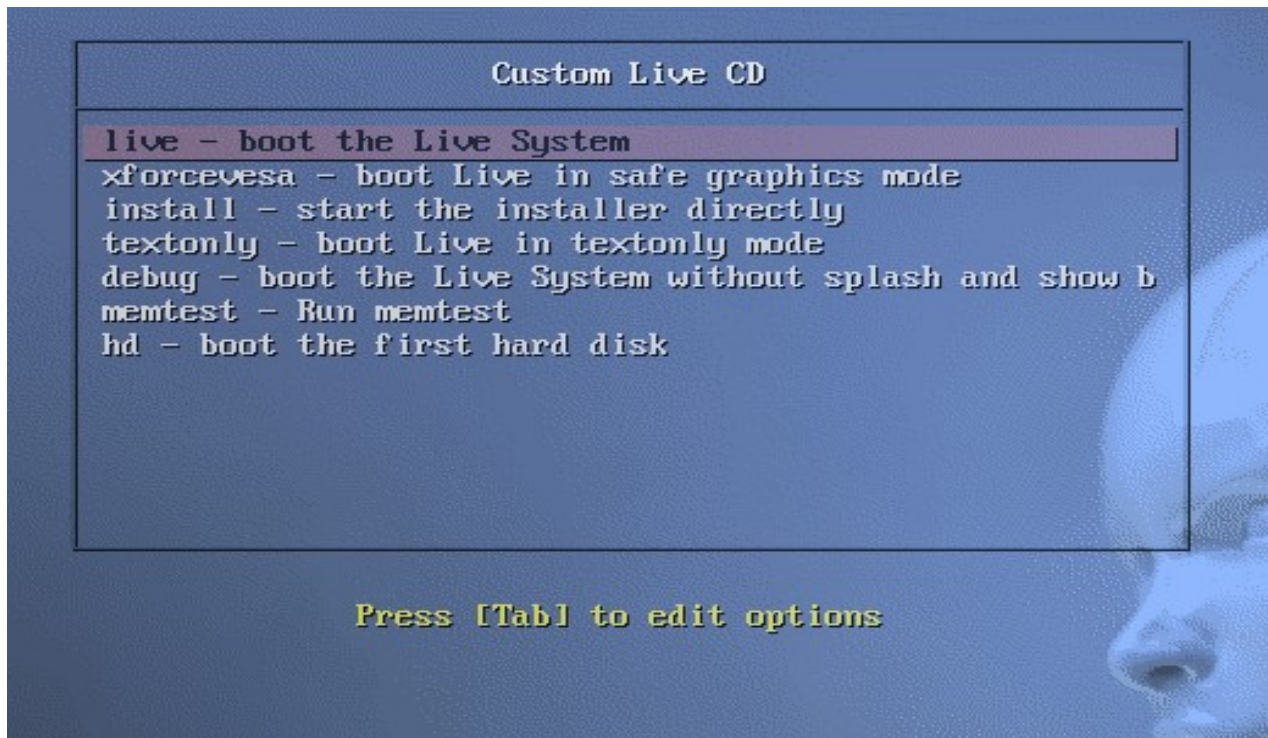 Custom Live CD
live - boot the Live System
xforcevesa - boot Live in safe graphics mode
install - start the installer directly
textonly - boot Live in textonly mode
debug - boot the Live System without splash and show b
memtest - Run memtest
hd - boot the first hard disk
Press [Tab] to edit options